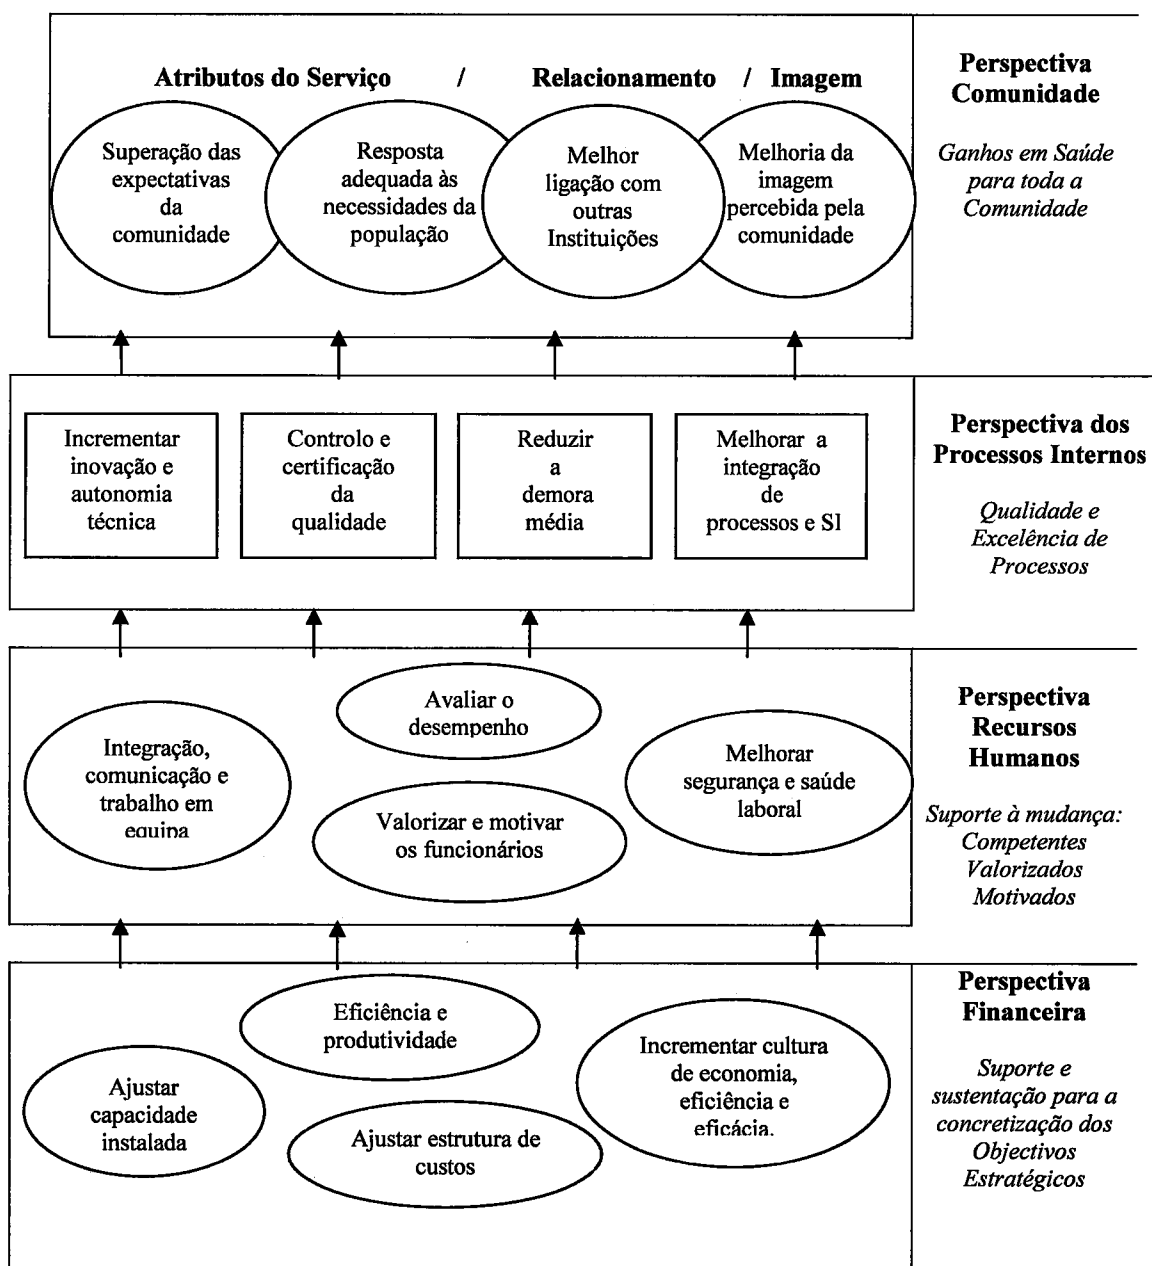 Atributos do Serviço / Relacionamento / Imagem
Superação das
expectativas
da
comunidade
Resposta
adequada às
necessidades da
população
Melhor
ligação com
outras
Instituições
Melhoria da
imagem
percebida pela
comunidade
Perspectiva
Comunidade
Ganhos em Saúde
para toda a
Comunidade
Incrementar
inovação e
autonomia
técnica
Controlo e
certificação
da
qualidade
Reduzir
a
demora
média
Melhorar a
integração
de
processos e SI
Perspectiva dos
Processos Internos
Qualidade e
Excelência de
Processos
Integração,
comunicação e
trabalho em
equipa
Avaliar o
desempenho
Valorizar e motivar
os funcionários
Melhorar
segurança e saúde
laboral
Perspectiva
Recursos
Humanos
Suporte à mudança:
Competentes
Valorizados
Motivados
Ajustar
capacidade
instalada
Eficiência e
produtividade
Ajustar estrutura de
custos
Incrementar cultura
de economia,
eficiência e
eficácia.
Perspectiva
Financeira
Suporte e
sustentação para a
concretização dos
Objectivos
Estratégicos